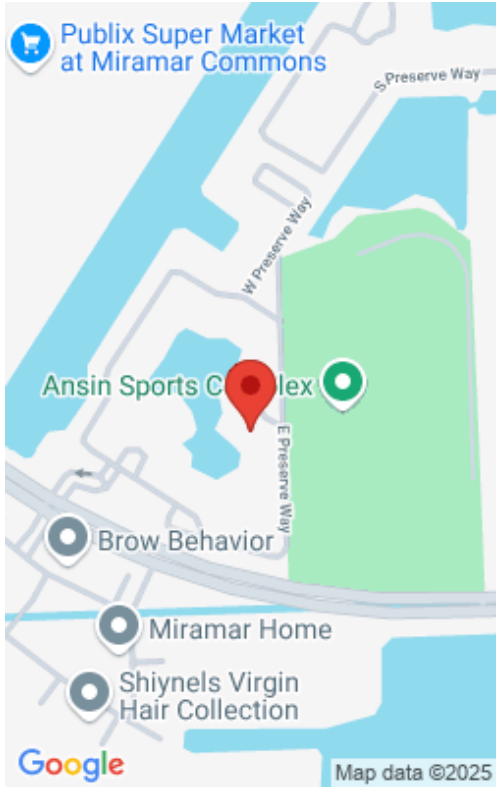 Publix Super Market
at Miramar Commons
S Preserve Way
W Preserve Way
Ansin Sports C lex
E Preserve Way
Brow Behavior
Miramar Home
Shiynels Virgin
Hair Collection
Google
Map data ©2025